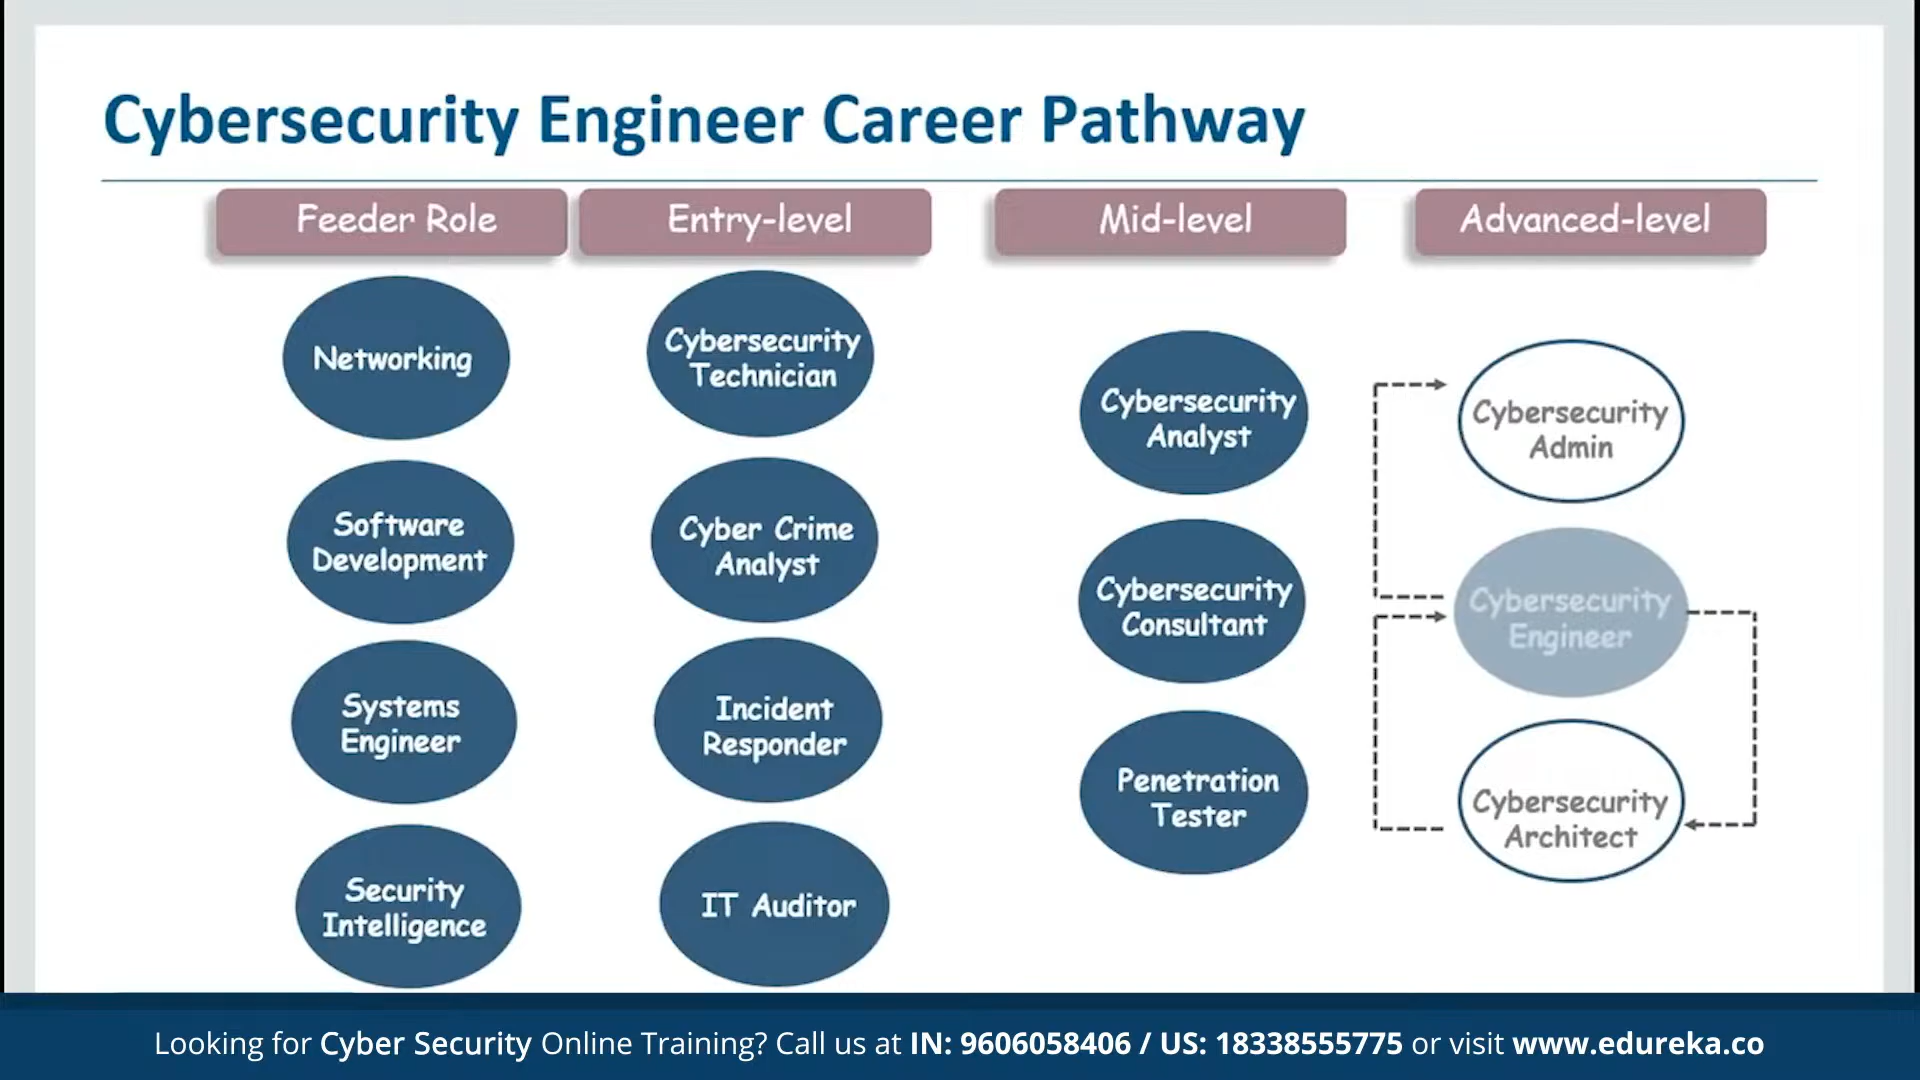 Cybersecurity Engineer Career Pathway
Feeder Role
Entry-level
Mid-level
Advanced-level
Networking
Software
Development
Systems
Engineer
Security
Intelligence
Cybersecurity
Technician
Cyber Crime
Analyst
Incident
Responder
IT Auditor
Cybersecurity
Analyst
Cybersecurity
Consultant
Penetration
Tester
Cybersecurity
Admin
Cybersecurity
Engineer
Cybersecurity
Architect
Looking for Cyber Security Online Training? Call us at IN: 9606058406 / US: 18338555775 or visit www.edureka.co